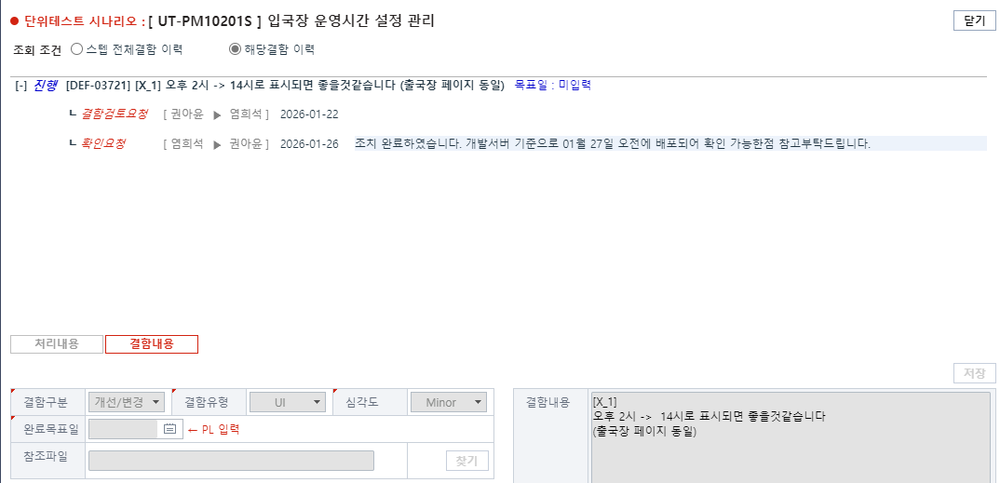 ● 단위테스트 시나리오 : [ UT-PM10201S ] 입국장 운영시간 설정 관리 닫기
조회 조건 스텝 전체결함 이력 해당결함 이력
[-] 진행 [DEF-03721] [X_1] 오후 2시 -> 14시로 표시되면 좋을것같습니다 (출국장 페이지 동일) 목표일 : 미입력
ㄴ 결함검토요청 [ 권아윤 ▶ 염희석 ] 2026-01-22
ㄴ 확인요청 [ 염희석 ▶ 권아윤 ] 2026-01-26 조치 완료하였습니다. 개발서버 기준으로 01월 27일 오전에 배포되어 확인 가능한점 참고부탁드립니다.
처리내용 결함내용
저장
결함구분 개선/변경 결함유형 UI 심각도 Minor
완료목표일 ← PL 입력
참조파일 찾기
결함내용
[X_1]
오후 2시 -> 14시로 표시되면 좋을것같습니다
(출국장 페이지 동일)